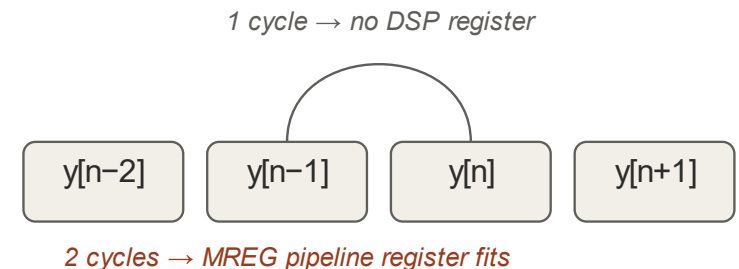 1 cycle → no DSP register
y[n−2] y[n−1] y[n] y[n+1]
2 cycles → MREG pipeline register fits